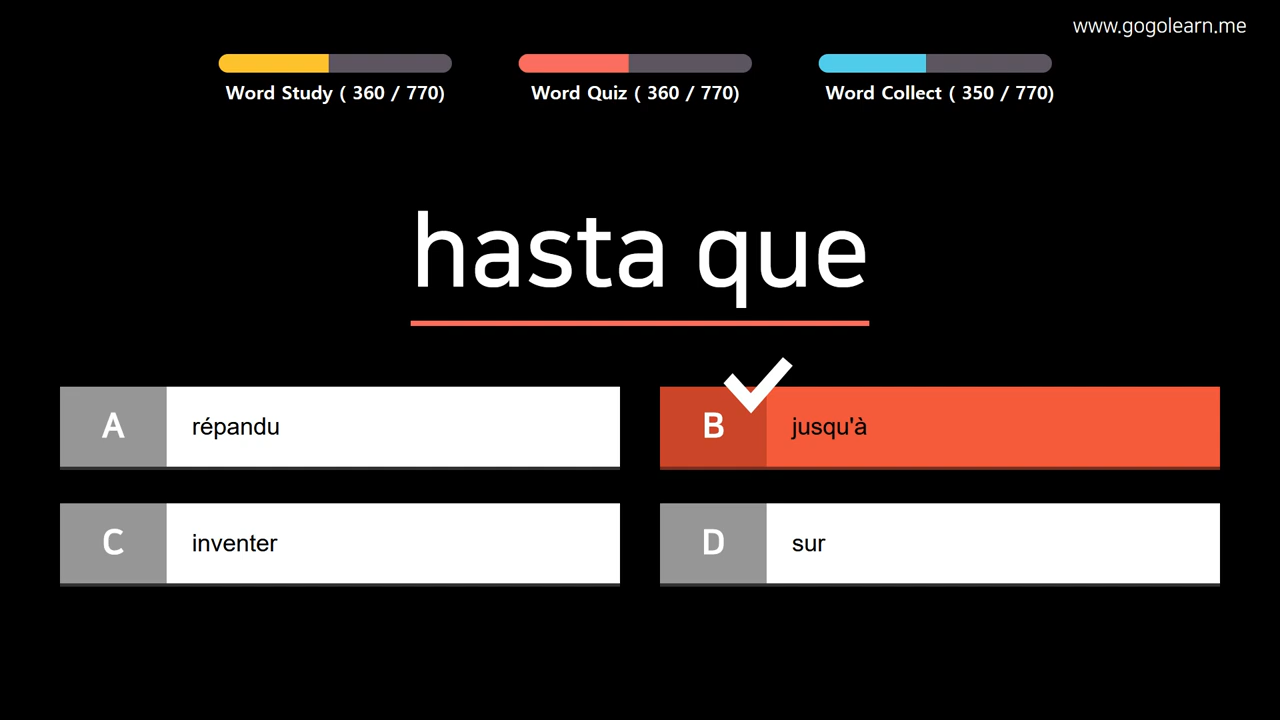 www.gogolearn.me
Word Study ( 360 / 770)
Word Quiz ( 360 / 770)
Word Collect ( 350 / 770)
hasta que
A répandu
B jusqu'à
C inventer
D sur